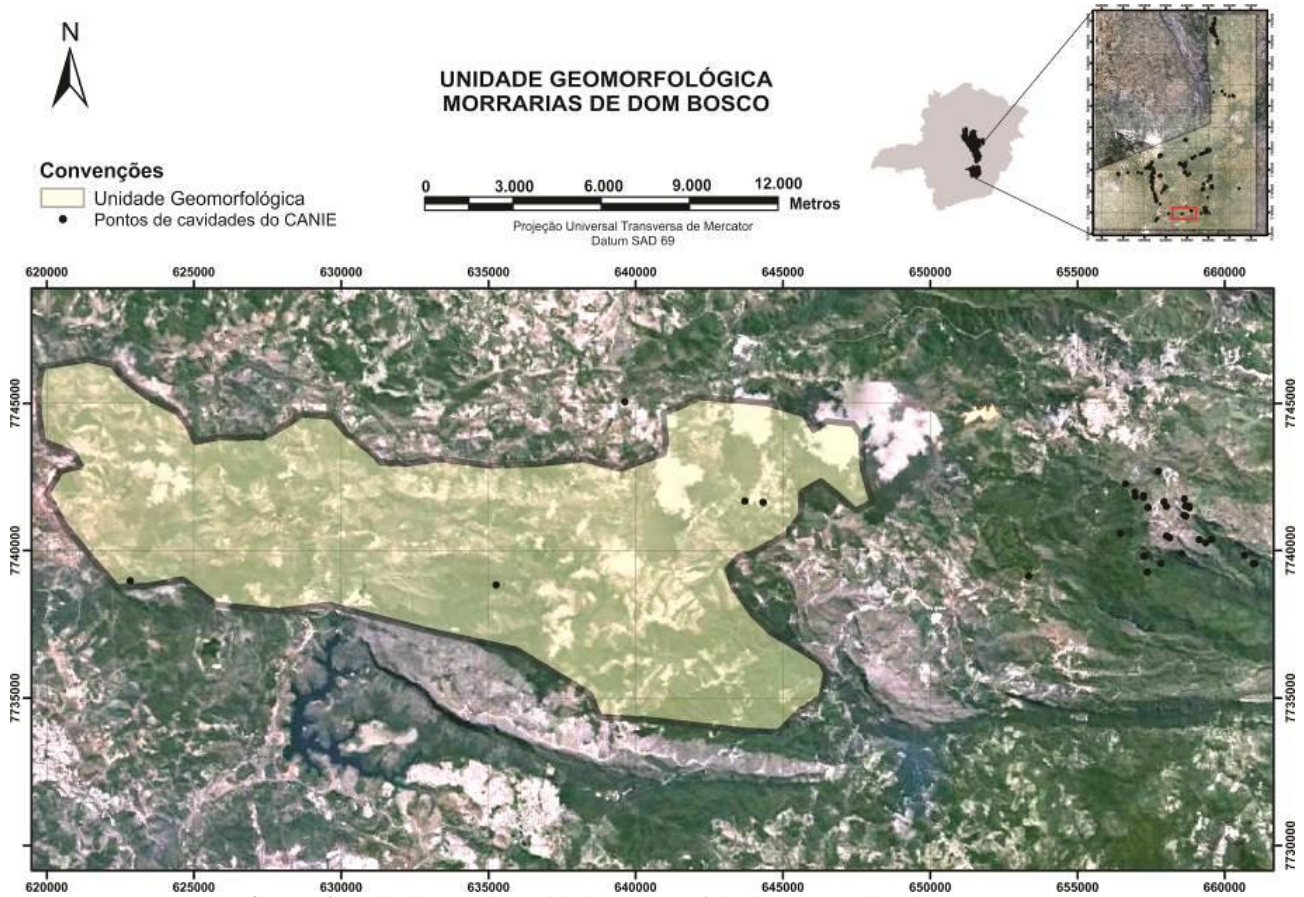 N
UNIDADE GEOMORFOLÓGICA
MORRARIAS DE DOM BOSCO
Convenções
Unidade Geomorfológica
Pontos de cavidades do CANIE
0 3.000 6.000 9.000 12.000
Metros
Projeção Universal Transversa de Mercator
Datum SAD 69
620000 625000 630000 635000 640000 645000 650000 655000 660000
7745000 7745000
7740000 7740000
7735000 7735000
7730000
620000 625000 630000 635000 640000 645000 650000 655000 660000